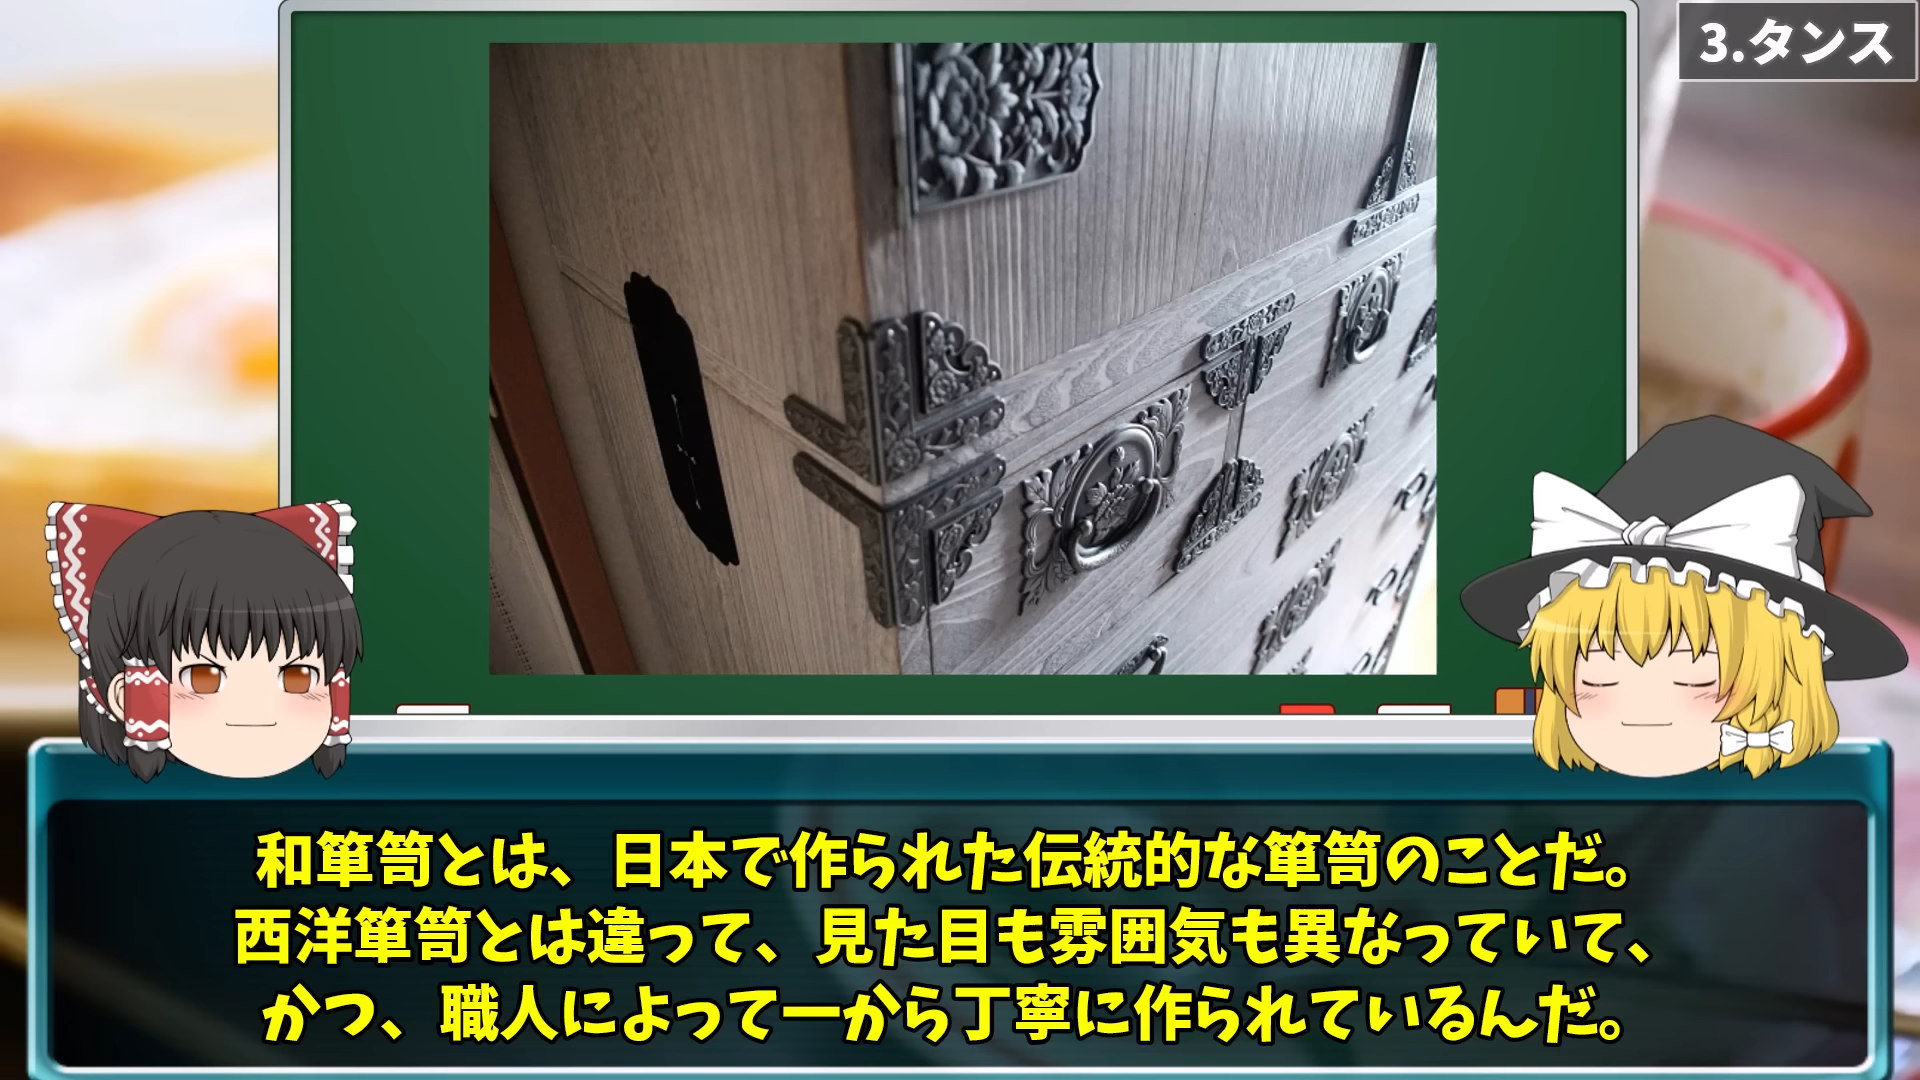 3.タンス
和箪笥とは、日本で作られた伝統的な箪笥のことだ。
西洋箪笥とは違って、見た目も雰囲気も異なっていて、
かつ、職人によって一から丁寧に作られているんだ。